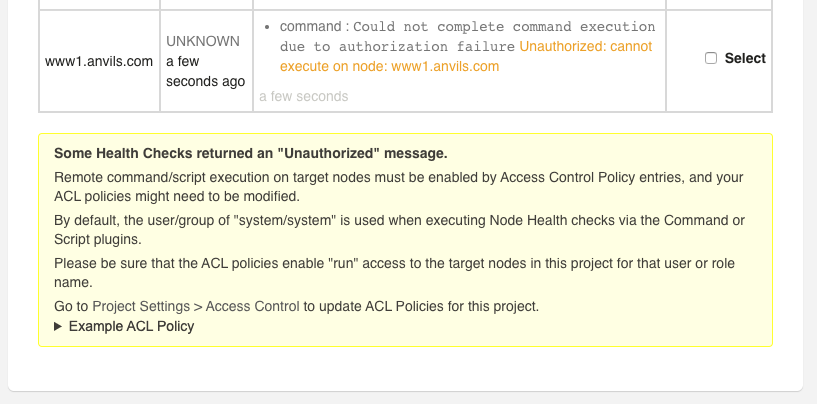 www1.anvils.com
UNKNOWN
a few
seconds ago
command : Could not complete command execution
due to authorization failure Unauthorized: cannot
execute on node: www1.anvils.com
a few seconds
Select
Some Health Checks returned an "Unauthorized" message.
Remote command/script execution on target nodes must be enabled by Access Control Policy entries, and your
ACL policies might need to be modified.
By default, the user/group of "system/system" is used when executing Node Health checks via the Command or
Script plugins.
Please be sure that the ACL policies enable "run" access to the target nodes in this project for that user or role
name.
Go to Project Settings > Access Control to update ACL Policies for this project.
Example ACL Policy